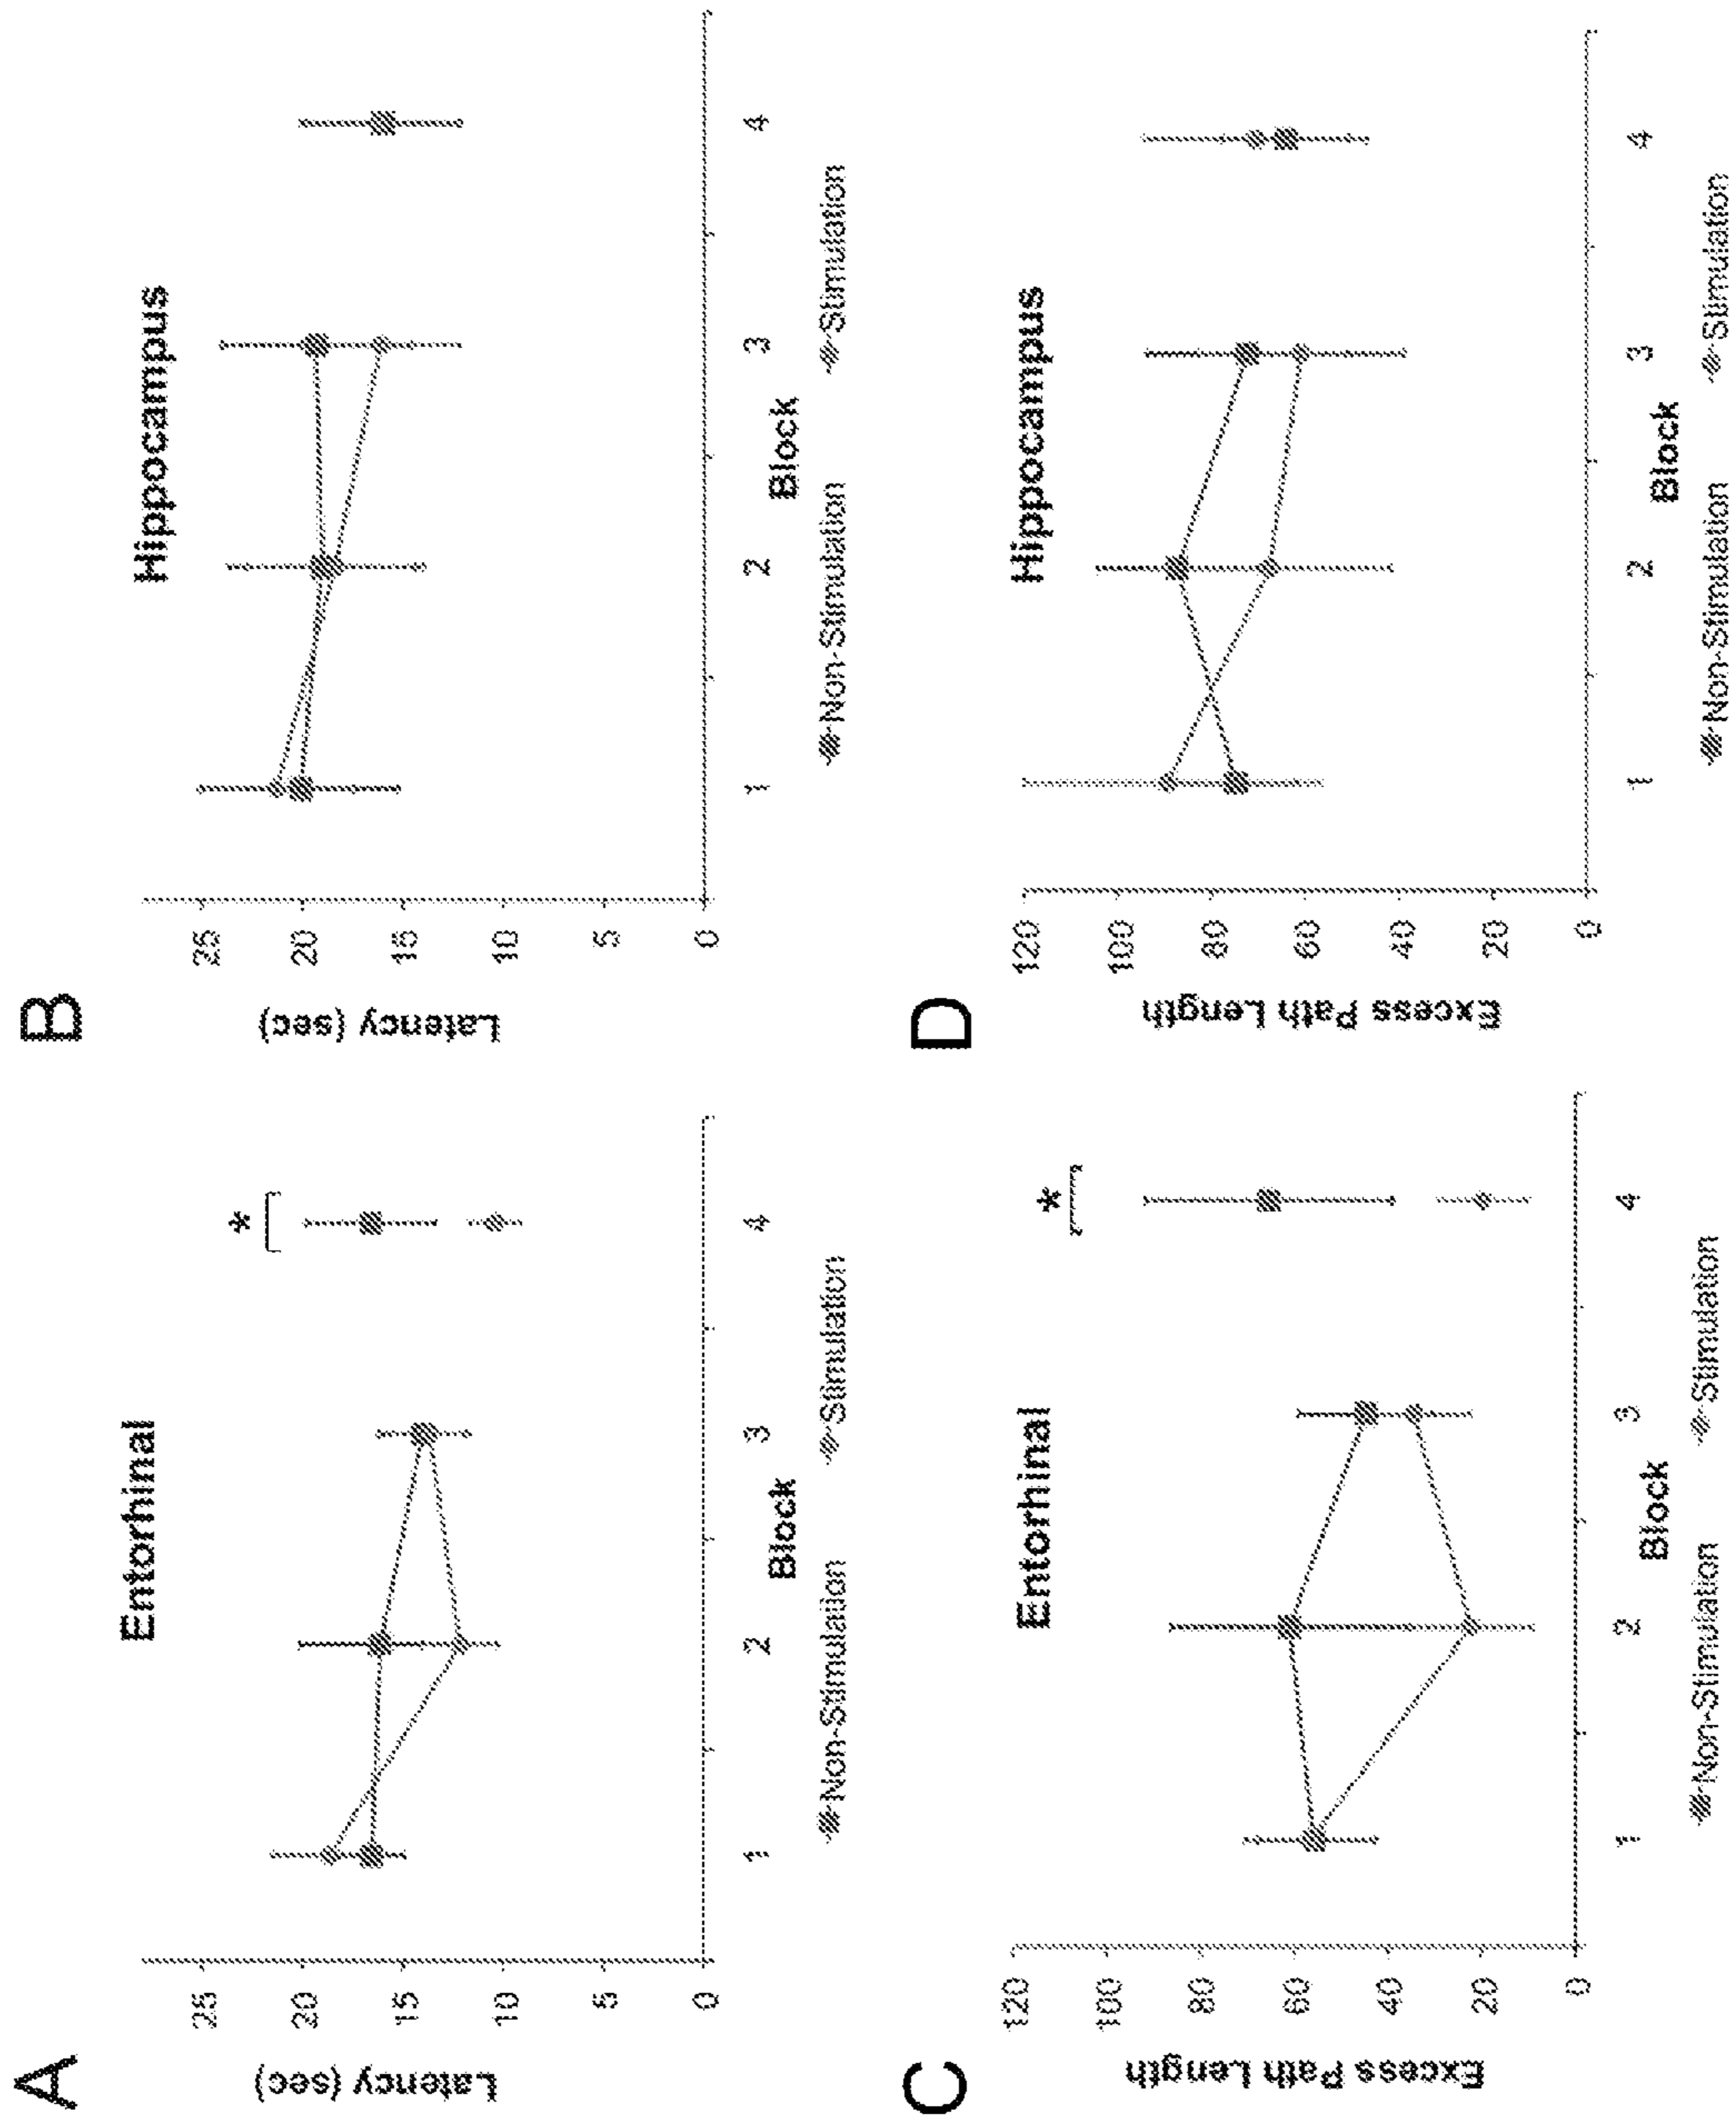 A
Entorhinal
Latency (sec)
25
20
15
10
5
0
*
1
2
3
4
Block
Non-Stimulation
Stimulation
B
Hippocampus
Latency (sec)
25
20
15
10
5
0
1
2
3
4
Block
Non-Stimulation
Stimulation
C
Entorhinal
Excess Path Length
120
100
80
60
40
20
0
*
1
2
3
4
Block
Non-Stimulation
Stimulation
D
Hippocampus
Excess Path Length
120
100
80
60
40
20
0
1
2
3
4
Block
Non-Stimulation
Stimulation